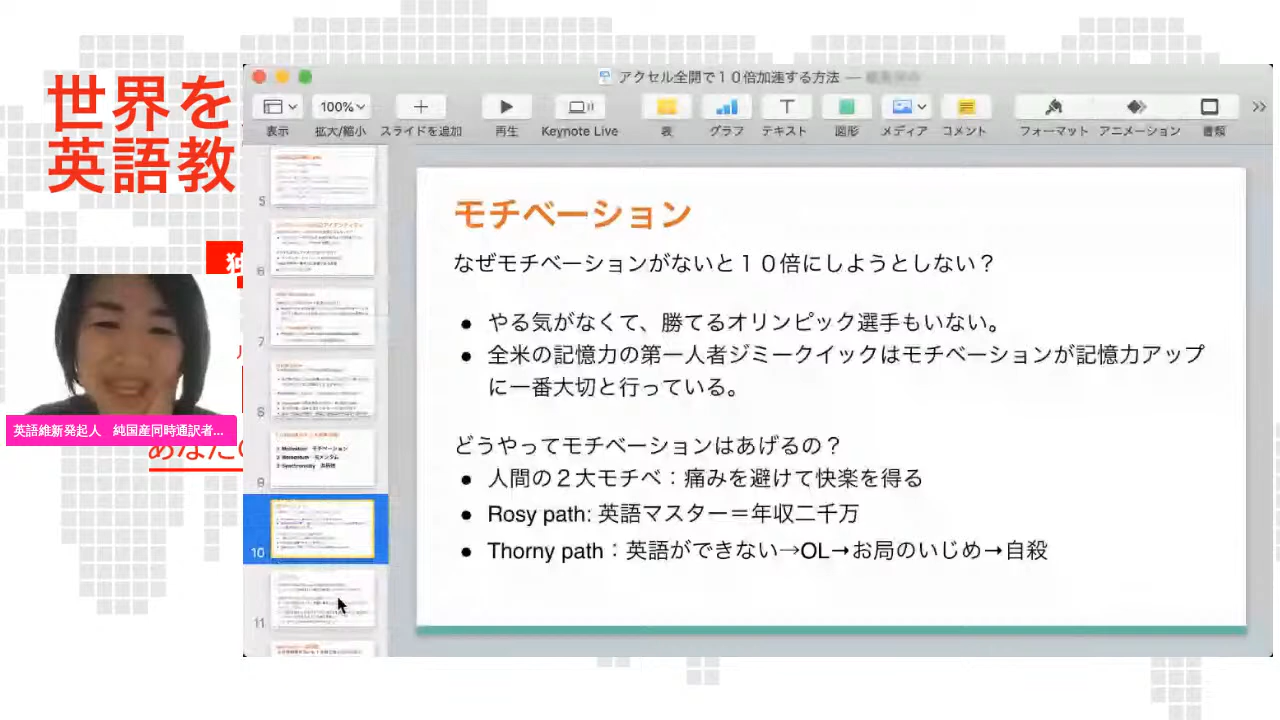 世界を
英語教
アクセル全開で１０倍加速する方法 —
100%
表示
拡大/縮小
スライドを追加
再生
Keynote Live
表
グラフ
テキスト
図形
メディア
コメント
フォーマット
アニメーション
書類
5
6
7
8
9
10
11
モチベーション
なぜモチベーションがないと１０倍にしようとしない？
● やる気がなくて、勝てるオリンピック選手もいない。
● 全米の記憶力の第一人者ジミークイックはモチベーションが記憶力アップ
に一番大切と行っている。
どうやってモチベーションはあげるの？
● 人間の２大モチベ：痛みを避けて快楽を得る
● Rosy path: 英語マスター＝年収二千万
● Thorny path：英語ができない→OL→お局のいじめ→自殺
英語維新発起人　純国産同時通訳者...
あなたの